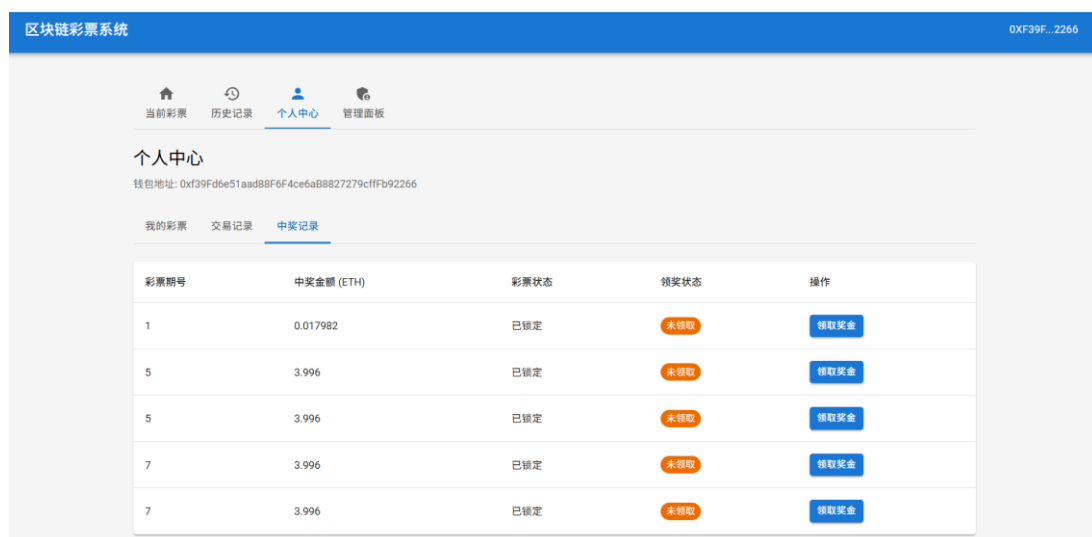 区块链彩票系统 0XF39F...2266
当前彩票 历史记录 个人中心 管理面板
个人中心
钱包地址: 0xf39Fd6e51aad88F6F4ce6aB8827279cffFb92266
我的彩票 交易记录 中奖记录
彩票期号 中奖金额 (ETH) 彩票状态 领奖状态 操作
1 0.017982 已锁定 未领取 领取奖金
5 3.996 已锁定 未领取 领取奖金
5 3.996 已锁定 未领取 领取奖金
7 3.996 已锁定 未领取 领取奖金
7 3.996 已锁定 未领取 领取奖金